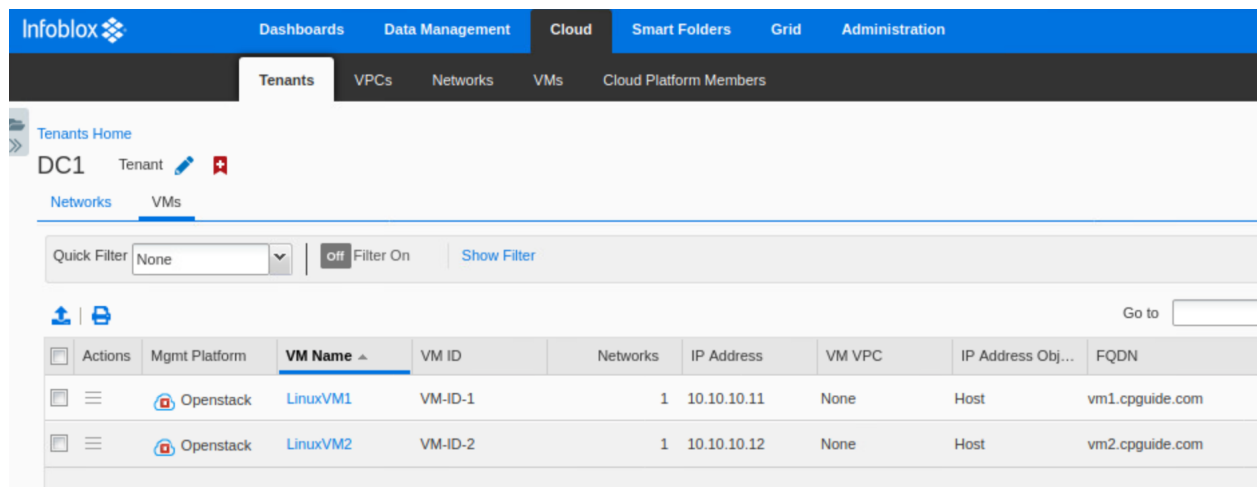 Infoblox Dashboards Data Management Cloud Smart Folders Grid Administration
Tenants VPCs Networks VMs Cloud Platform Members
Tenants Home
DC1 Tenant
Networks VMs
Quick Filter None Off Filter On Show Filter
Go to
Actions Mgmt Platform VM Name VM ID Networks IP Address VM VPC IP Address Obj... FQDN
Openstack LinuxVM1 VM-ID-1 1 10.10.10.11 None Host vm1.cpguide.com
Openstack LinuxVM2 VM-ID-2 1 10.10.10.12 None Host vm2.cpguide.com